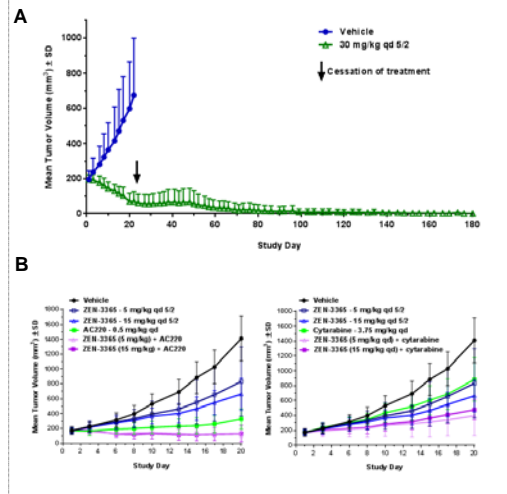 A
Vehicle
30 mg/kg qd 5/2
Cessation of treatment
Mean Tumor Volume (mm³) ± SD
1000
800
600
400
200
0
0 20 40 60 80 100 120 140 160 180
Study Day
B
Vehicle
ZEN-3365 - 5 mg/kg qd 5/2
ZEN-3365 - 15 mg/kg qd 5/2
AC220 - 0.5 mg/kg qd
ZEN-3365 (5 mg/kg) + AC220
ZEN-3365 (15 mg/kg) + AC220
Mean Tumor Volume (mm³) ±SD
1800
1600
1400
1200
1000
800
600
400
200
0
0 2 4 6 8 10 12 14 16 18 20
Study Day
Vehicle
ZEN-3365 - 5 mg/kg qd 5/2
ZEN-3365 - 15 mg/kg qd 5/2
Cytarabine - 3.75 mg/kg qd
ZEN-3365 (5 mg/kg qd) + cytarabine
ZEN-3365 (15 mg/kg qd) + cytarabine
Mean Tumor Volume (mm³) ±SD
1800
1600
1400
1200
1000
800
600
400
200
0
0 2 4 6 8 10 12 14 16 18 20
Study Day